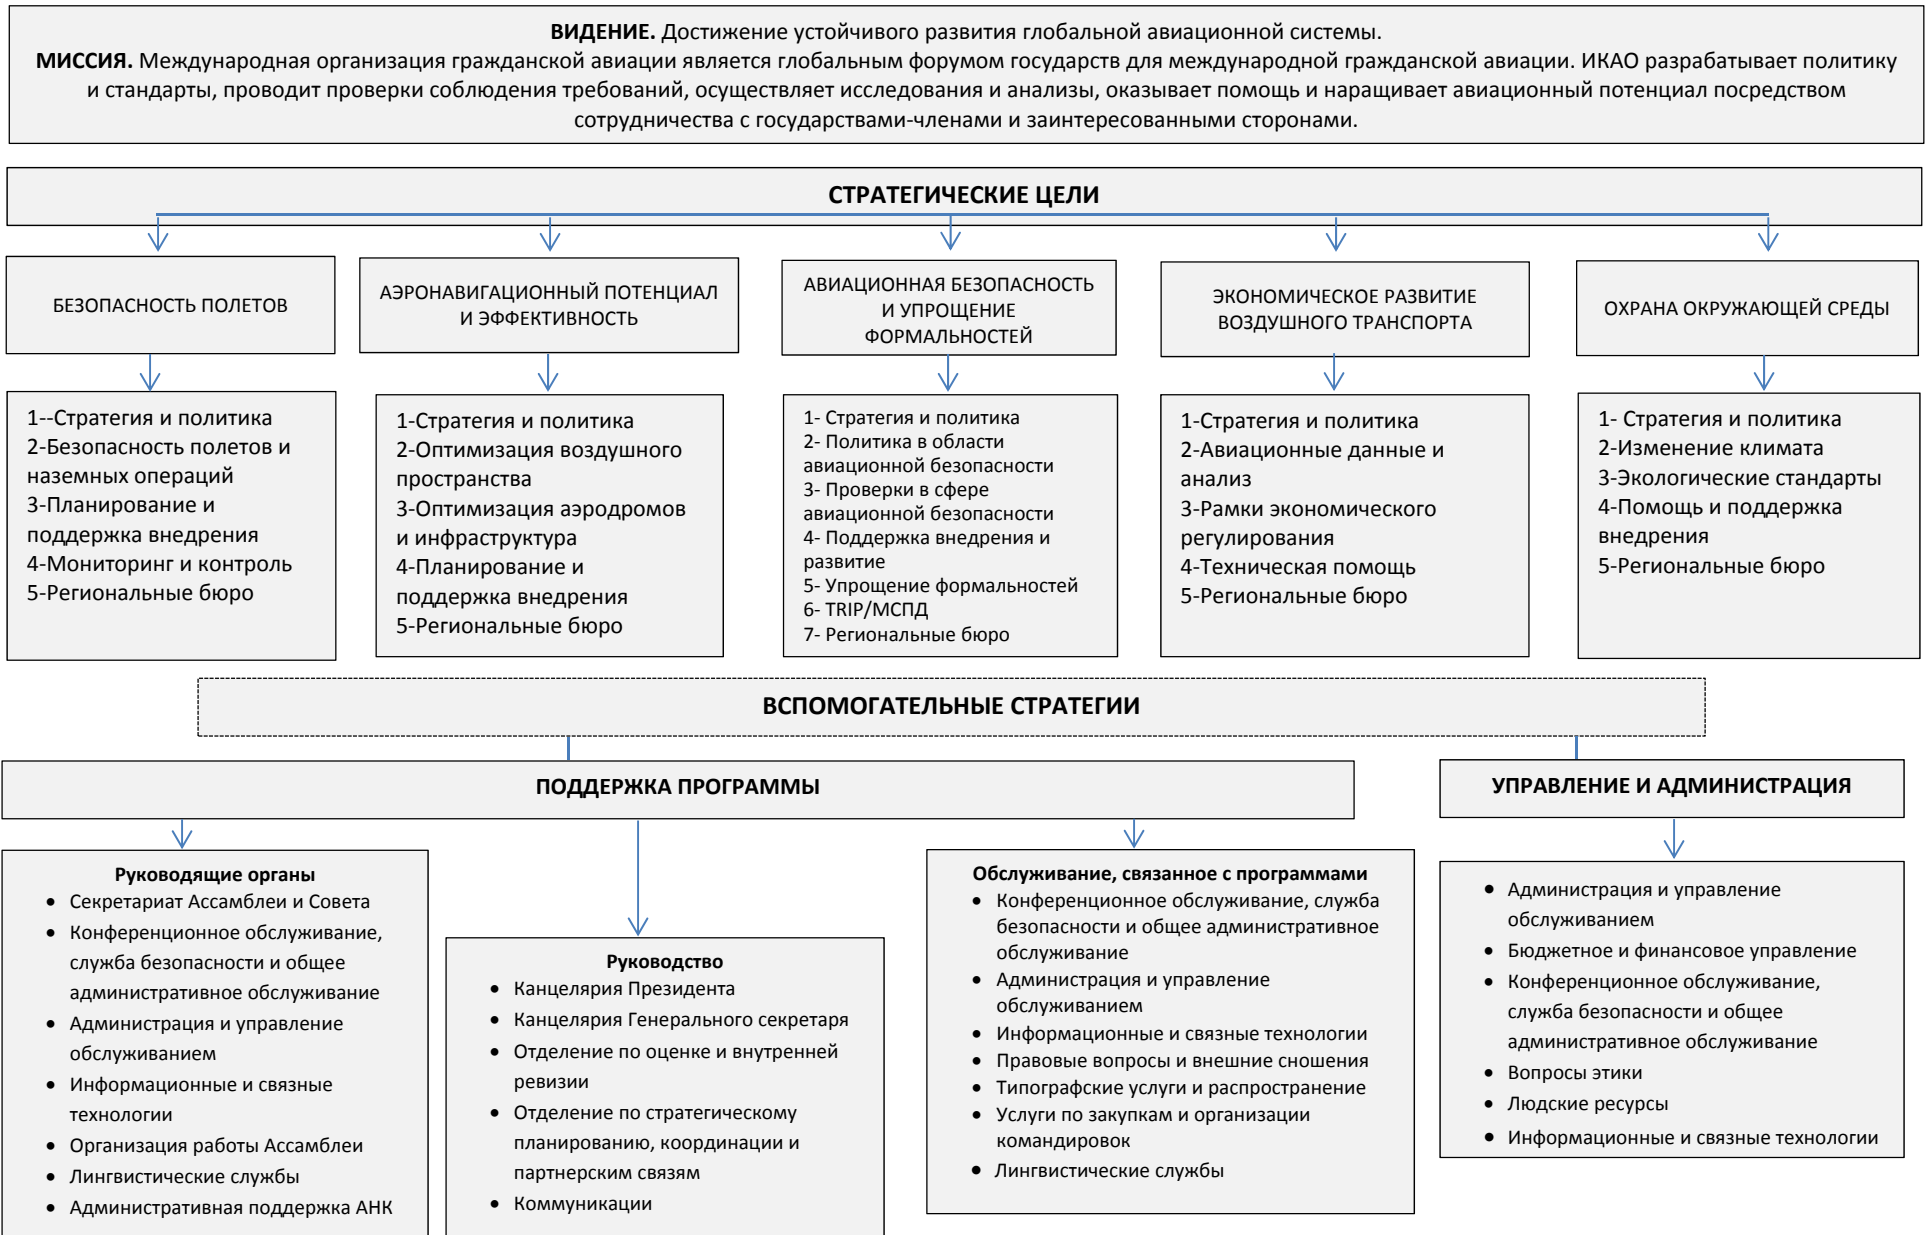 ВИДЕНИЕ. Достижение устойчивого развития глобальной авиационной системы.
МИССИЯ. Международная организация гражданской авиации является глобальным форумом государств для международной гражданской авиации. ИКАО разрабатывает политику
и стандарты, проводит проверки соблюдения требований, осуществляет исследования и анализы, оказывает помощь и наращивает авиационный потенциал посредством
сотрудничества с государствами-членами и заинтересованными сторонами.
СТРАТЕГИЧЕСКИЕ ЦЕЛИ
БЕЗОПАСНОСТЬ ПОЛЕТОВ
АЭРОНАВИГАЦИОННЫЙ ПОТЕНЦИАЛ
И ЭФФЕКТИВНОСТЬ
АВИАЦИОННАЯ БЕЗОПАСНОСТЬ
И УПРОЩЕНИЕ
ФОРМАЛЬНОСТЕЙ
ЭКОНОМИЧЕСКОЕ РАЗВИТИЕ
ВОЗДУШНОГО ТРАНСПОРТА
ОХРАНА ОКРУЖАЮЩЕЙ СРЕДЫ
1--Стратегия и политика
2-Безопасность полетов и
наземных операций
3-Планирование и
поддержка внедрения
4-Мониторинг и контроль
5-Региональные бюро
1-Стратегия и политика
2-Оптимизация воздушного
пространства
3-Оптимизация аэродромов
и инфраструктура
4-Планирование и
поддержка внедрения
5-Региональные бюро
1- Стратегия и политика
2- Политика в области
авиационной безопасности
3- Проверки в сфере
авиационной безопасности
4- Поддержка внедрения и
развитие
5- Упрощение формальностей
6- TRIP/МСПД
7- Региональные бюро
1-Стратегия и политика
2-Авиационные данные и
анализ
3-Рамки экономического
регулирования
4-Техническая помощь
5-Региональные бюро
1- Стратегия и политика
2-Изменение климата
3-Экологические стандарты
4-Помощь и поддержка
внедрения
5-Региональные бюро
ВСПОМОГАТЕЛЬНЫЕ СТРАТЕГИИ
ПОДДЕРЖКА ПРОГРАММЫ
УПРАВЛЕНИЕ И АДМИНИСТРАЦИЯ
Руководящие органы
• Секретариат Ассамблеи и Совета
• Конференционное обслуживание,
служба безопасности и общее
административное обслуживание
• Администрация и управление
обслуживанием
• Информационные и связные
технологии
• Организация работы Ассамблеи
• Лингвистические службы
• Административная поддержка АНК
Руководство
• Канцелярия Президента
• Канцелярия Генерального секретаря
• Отделение по оценке и внутренней
ревизии
• Отделение по стратегическому
планированию, координации и
партнерским связям
• Коммуникации
Обслуживание, связанное с программами
• Конференционное обслуживание, служба
безопасности и общее административное
обслуживание
• Администрация и управление
обслуживанием
• Информационные и связные технологии
• Правовые вопросы и внешние сношения
• Типографские услуги и распространение
• Услуги по закупкам и организации
командировок
• Лингвистические службы
• Администрация и управление
обслуживанием
• Бюджетное и финансовое управление
• Конференционное обслуживание,
служба безопасности и общее
административное обслуживание
• Вопросы этики
• Людские ресурсы
• Информационные и связные технологии